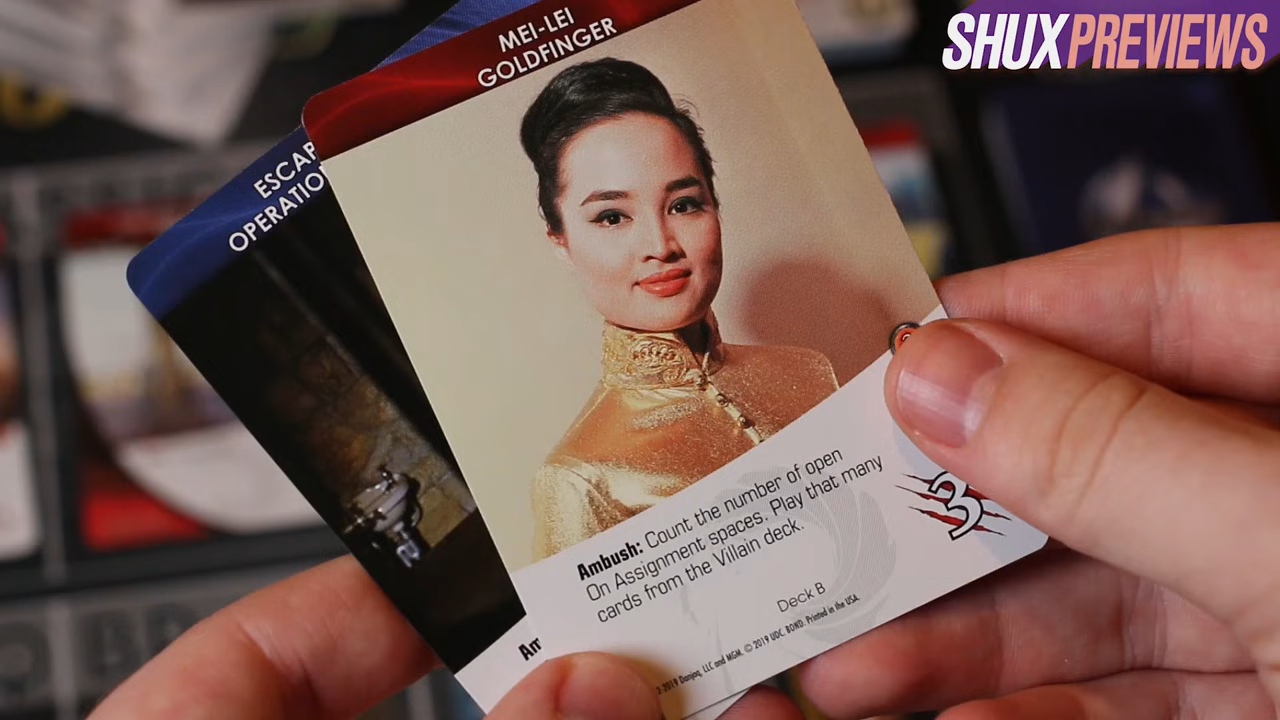 SHUX PREVIEWS
MEI-LEI
GOLDFINGER
ESCAP
OPERATIO
Ambush: Count the number of open
On Assignment spaces. Play that many
cards from the Villain deck.
3
Deck B
2-2019 Danjaq, LLC and MGM. © 2019 UDC. BOND. Printed in the USA.